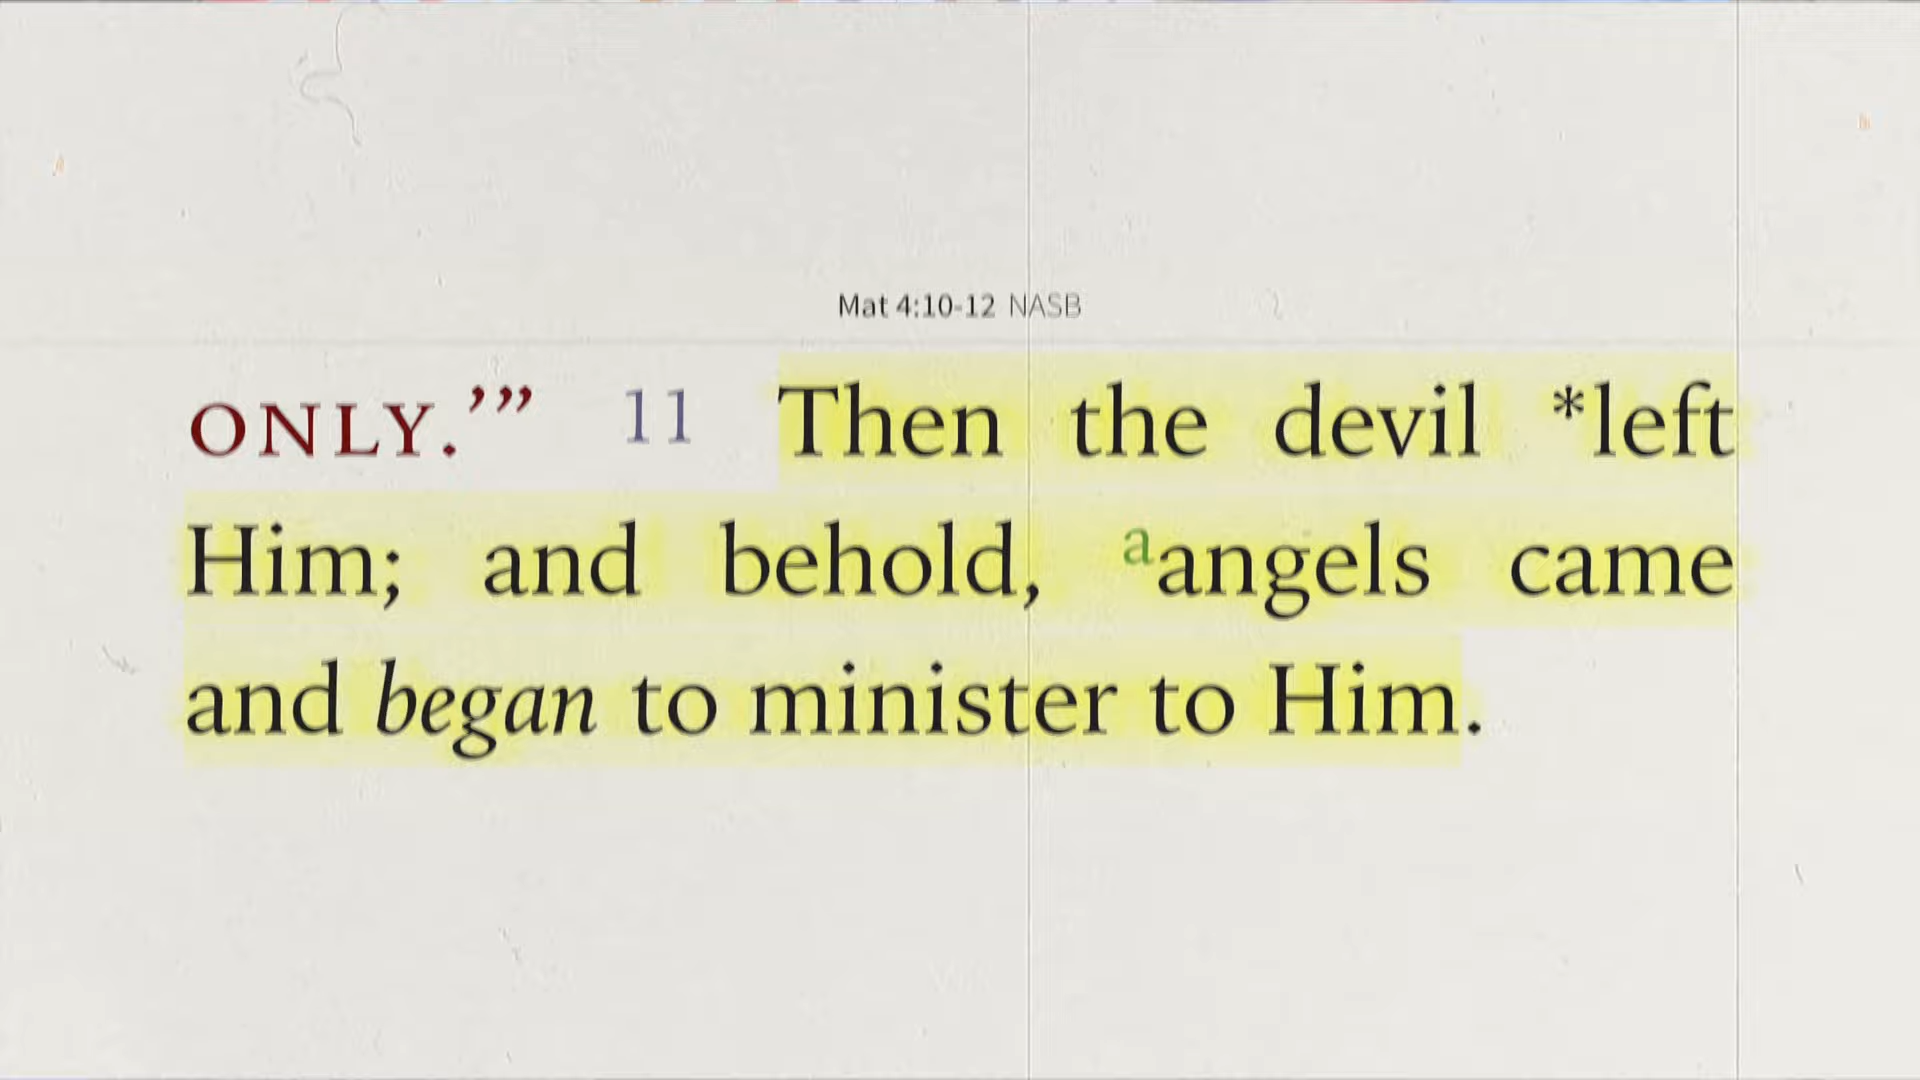 Mat 4:10-12 NASB
ONLY.’” 11 Then the devil *left
Him; and behold, aangels came
and began to minister to Him.